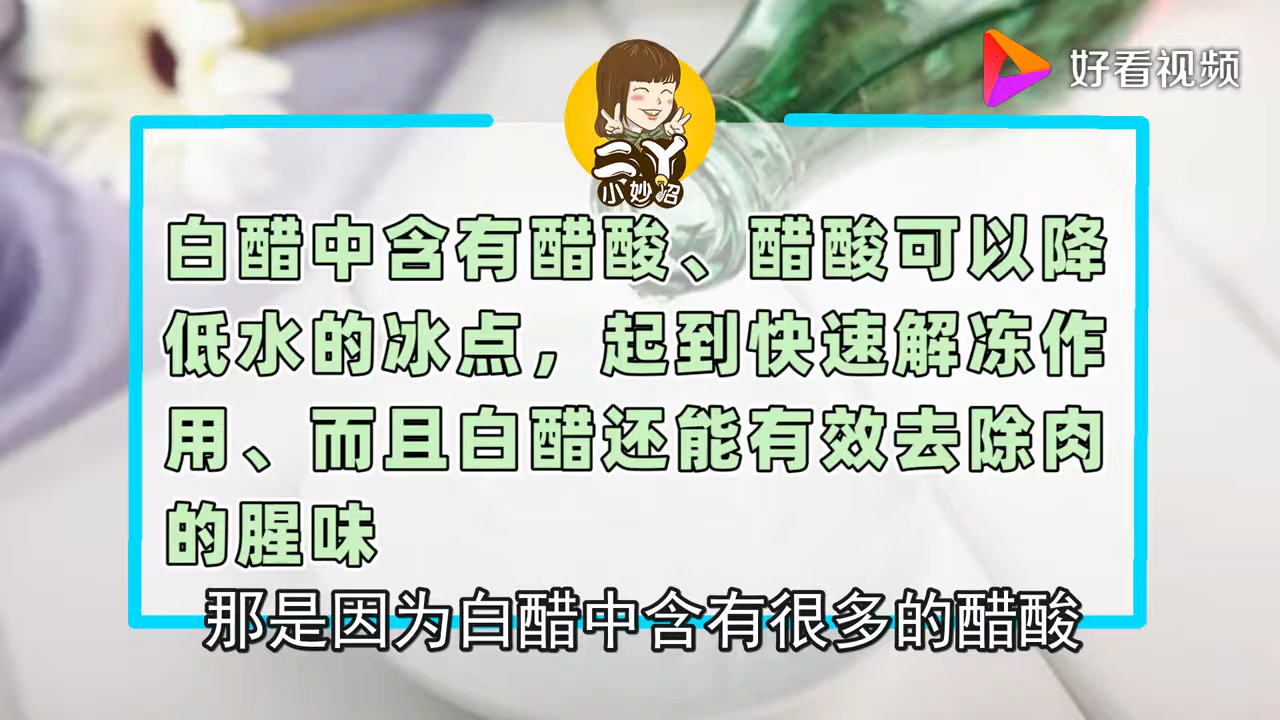 好看视频
二丫
小妙招
白醋中含有醋酸、醋酸可以降
低水的冰点，起到快速解冻作
用、而且白醋还能有效去除肉
的腥味
那是因为白醋中含有很多的醋酸